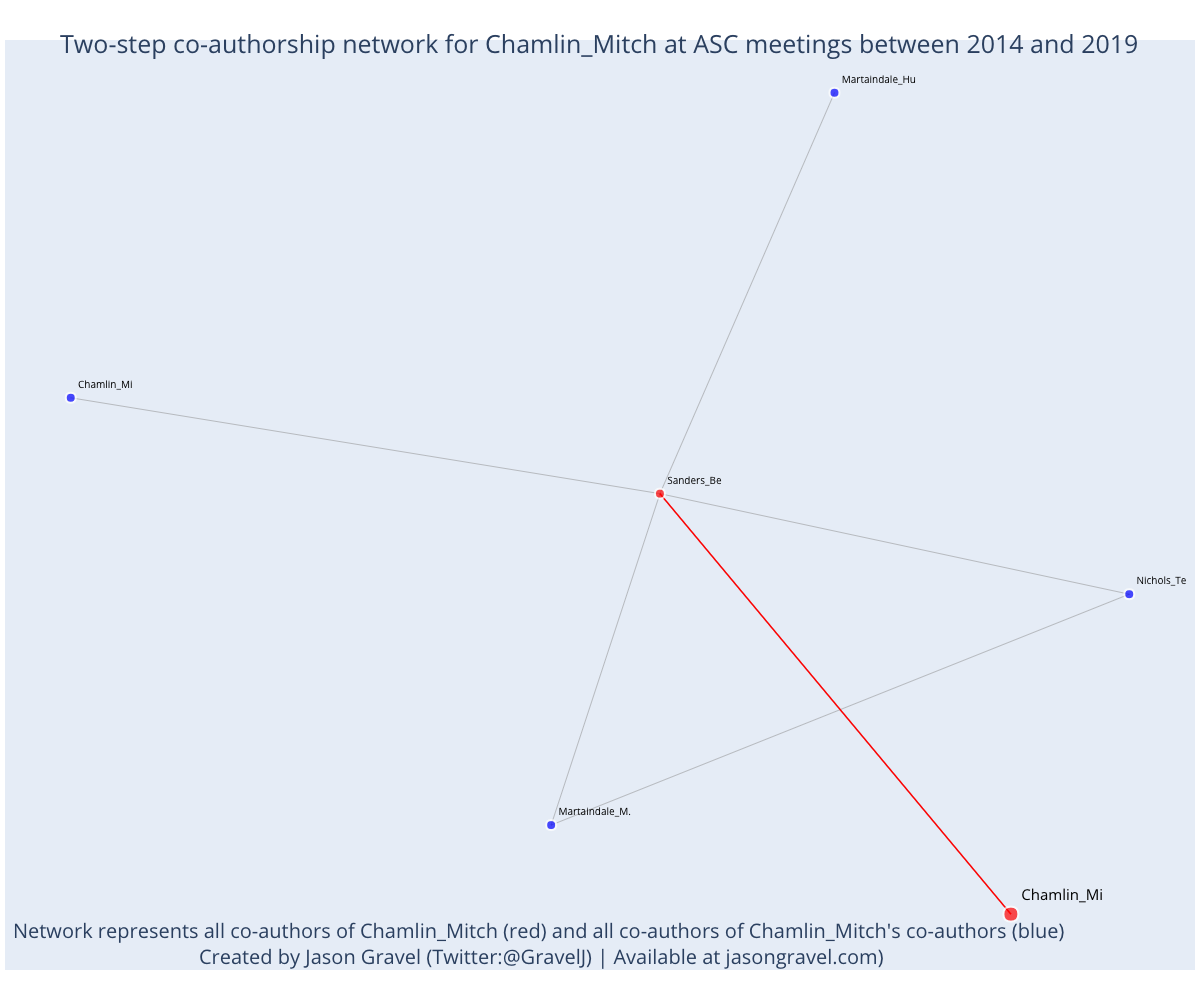 Two-step co-authorship network for Chamlin_Mitch at ASC meetings between 2014 and 2019
Martaindale_Hu
Chamlin_Mi
Sanders_Be
Nichols_Te
Martaindale_M.
Chamlin_Mi
Network represents all co-authors of Chamlin_Mitch (red) and all co-authors of Chamlin_Mitch's co-authors (blue)
Created by Jason Gravel (Twitter:@GravelJ) | Available at jasongravel.com)